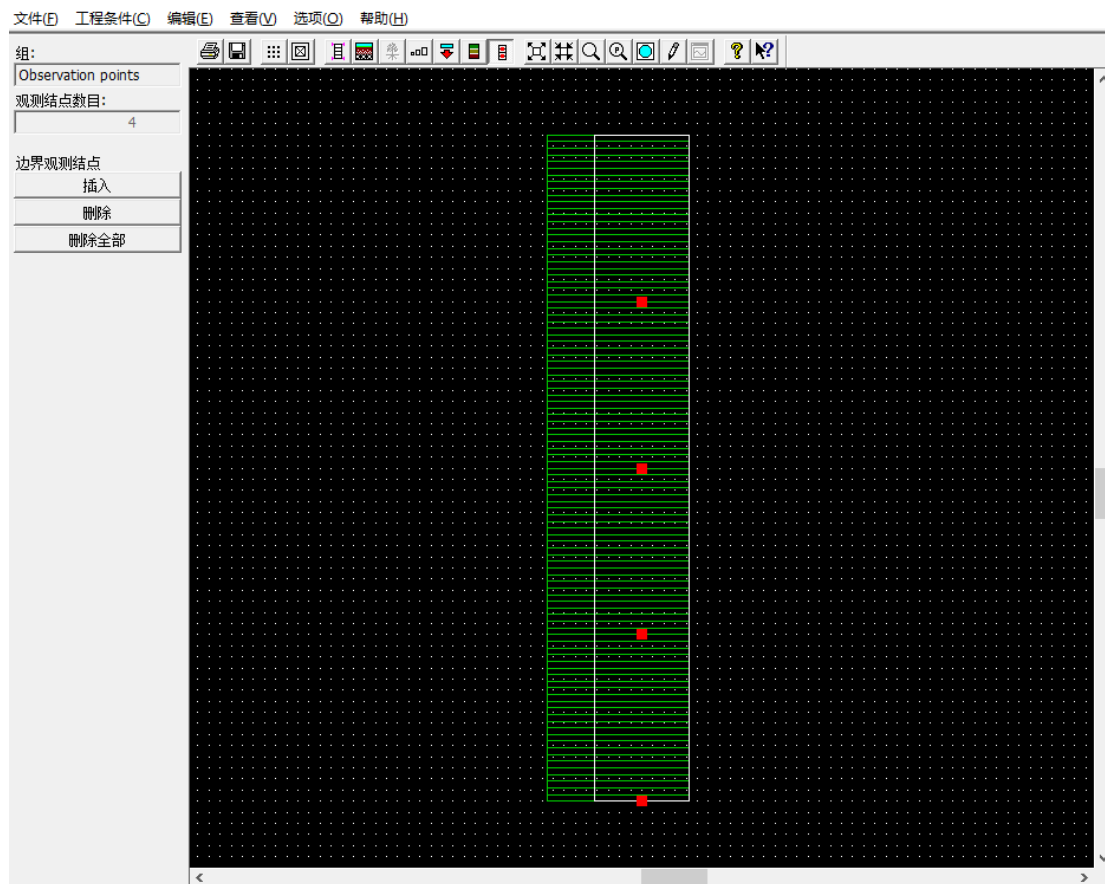 文件(F) 工程条件(C) 编辑(E) 查看(V) 选项(O) 帮助(H)
组:
Observation points
观测结点数目:
4
边界观测结点
插入
删除
删除全部